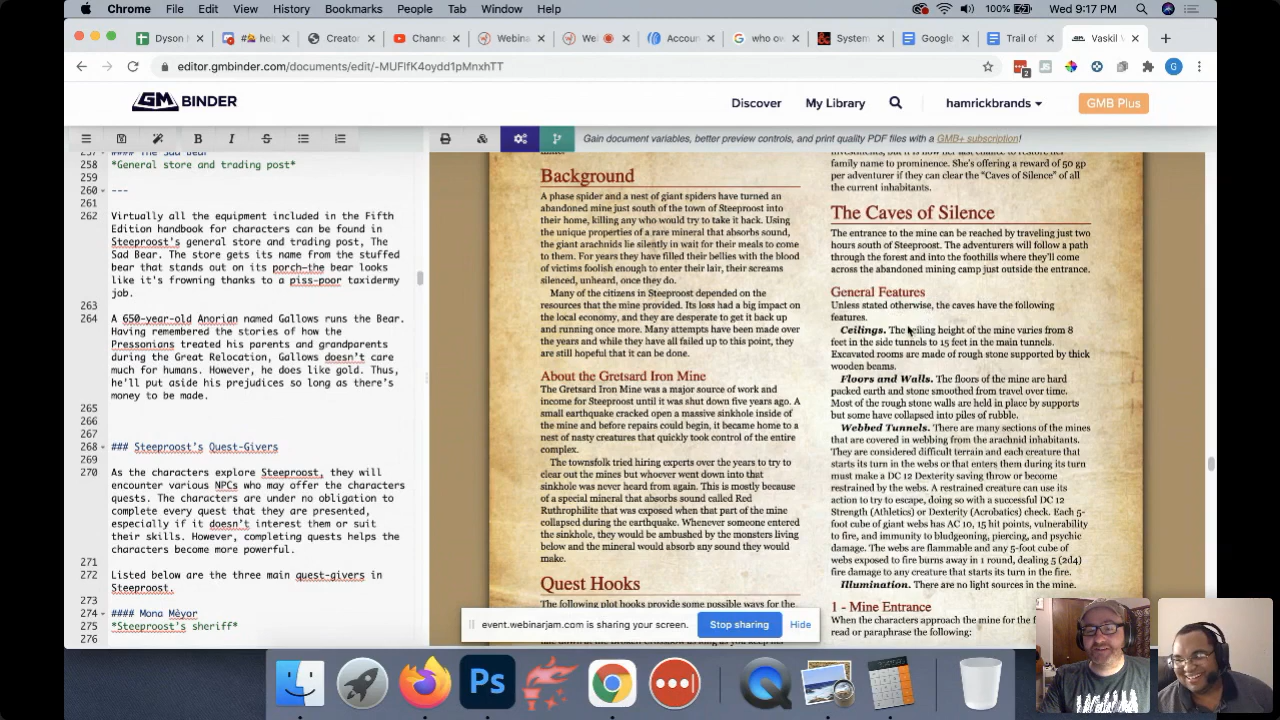 Chrome File Edit View History Bookmarks People Tab Window Help
100% Wed 9:17 PM
Dyson M
#& hel
Creator
Channe
Webina
We
Accoun
who ow
System
Google
Trail of
Vaskil V
editor.gmbinder.com/documents/edit/-MUFlfK4oydd1pMnxhTT
2
G
GM BINDER
Discover My Library hamrickbrands GMB Plus
B I S
Gain document variables, better preview controls, and print quality PDF files with a GMB+ subscription!
257 #### The Sad Bear
258 *General store and trading post*
259
260 ---
261
262 Virtually all the equipment included in the Fifth
Edition handbook for characters can be found in
Steeproost's general store and trading post, The
Sad Bear. The store gets its name from the stuffed
bear that stands out on its porch—the bear looks
like it's frowning thanks to a piss-poor taxidermy
job.
263
264 A 650-year-old Anorian named Gallows runs the Bear.
Having remembered the stories of how the
Pressonians treated his parents and grandparents
during the Great Relocation, Gallows doesn't care
much for humans. However, he does like gold. Thus,
he'll put aside his prejudices so long as there's
money to be made.
265
266
267
268 ### Steeproost's Quest-Givers
269
270 As the characters explore Steeproost, they will
encounter various NPCs who may offer the characters
quests. The characters are under no obligation to
complete every quest that they are presented,
especially if it doesn't interest them or suit
their skills. However, completing quests helps the
characters become more powerful.
271
272 Listed below are the three main quest-givers in
Steeproost.
273
274 #### Mona Mèyor
275 *Steeproost's sheriff*
276
Background
A phase spider and a nest of giant spiders have turned an
abandoned mine just south of the town of Steeproost into
their home, killing any who would try to take it back. Using
the unique properties of a rare mineral that absorbs sound,
the giant arachnids lie silently in wait for their meals to come
to them. For years they have filled their bellies with the blood
of victims foolish enough to enter their lair, their screams
silenced, unheard, once they do.
Many of the citizens in Steeproost depended on the
resources that the mine provided. Its loss had a big impact on
the local economy, and they are desperate to get it back up
and running once more. Many attempts have been made over
the years and while they have all failed up to this point, they
are still hopeful that it can be done.
About the Gretsard Iron Mine
The Gretsard Iron Mine was a major source of work and
income for Steeproost until it was shut down five years ago. A
small earthquake cracked open a massive sinkhole inside of
the mine and before repairs could begin, it became home to a
nest of nasty creatures that quickly took control of the entire
complex.
The townsfolk tried hiring experts over the years to try to
clear out the mines but whoever went down into that
sinkhole was never heard from again. This is mostly because
of a special mineral that absorbs sound called Red
Ruthrophilite that was exposed when that part of the mine
collapsed during the earthquake. Whenever someone entered
the sinkhole, they would be ambushed by the monsters living
below and the mineral would absorb any sound they would
make.
Quest Hooks
The following plot hooks provide some possible ways for the
family name to prominence. She's offering a reward of 50 gp
per adventurer if they can clear the "Caves of Silence" of all
the current inhabitants.
The Caves of Silence
The entrance to the mine can be reached by traveling just two
hours south of Steeproost. The adventurers will follow a path
through the forest and into the foothills where they'll come
across the abandoned mining camp just outside the entrance.
General Features
Unless stated otherwise, the caves have the following
features.
Ceilings. The ceiling height of the mine varies from 8
feet in the side tunnels to 15 feet in the main tunnels.
Excavated rooms are made of rough stone supported by thick
wooden beams.
Floors and Walls. The floors of the mine are hard
packed earth and stone smoothed from travel over time.
Most of the rough stone walls are held in place by supports
but some have collapsed into piles of rubble.
Webbed Tunnels. There are many sections of the mines
that are covered in webbing from the arachnid inhabitants.
They are considered difficult terrain and each creature that
starts its turn in the webs or that enters them during its turn
must make a DC 12 Dexterity saving throw or become
restrained by the webs. A restrained creature can use its
action to try to escape, doing so with a successful DC 12
Strength (Athletics) or Dexterity (Acrobatics) check. Each 5-
foot cube of giant webs has AC 10, 15 hit points, vulnerability
to fire, and immunity to bludgeoning, piercing, and psychic
damage. The webs are flammable and any 5-foot cube of
webs exposed to fire burns away in 1 round, dealing 5 (2d4)
fire damage to any creature that starts its turn in the fire.
Illumination. There are no light sources in the mine.
1 - Mine Entrance
When the characters approach the mine for the f
read or paraphrase the following:
event.webinarjam.com is sharing your screen. Stop sharing Hide
Ps